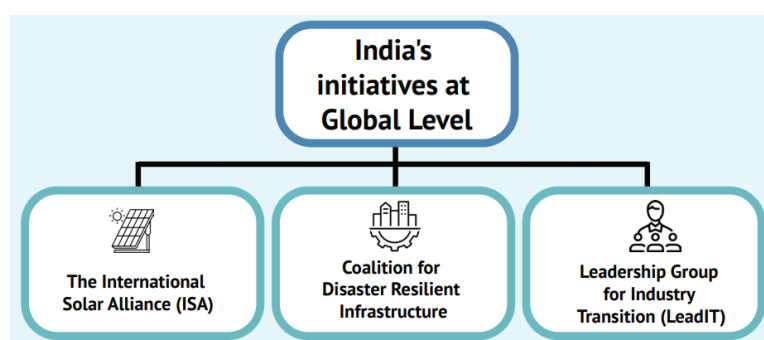 India's
initiatives at
Global Level
The International
Solar Alliance (ISA)
Coalition for
Disaster Resilient
Infrastructure
Leadership Group
for Industry
Transition (LeadIT)